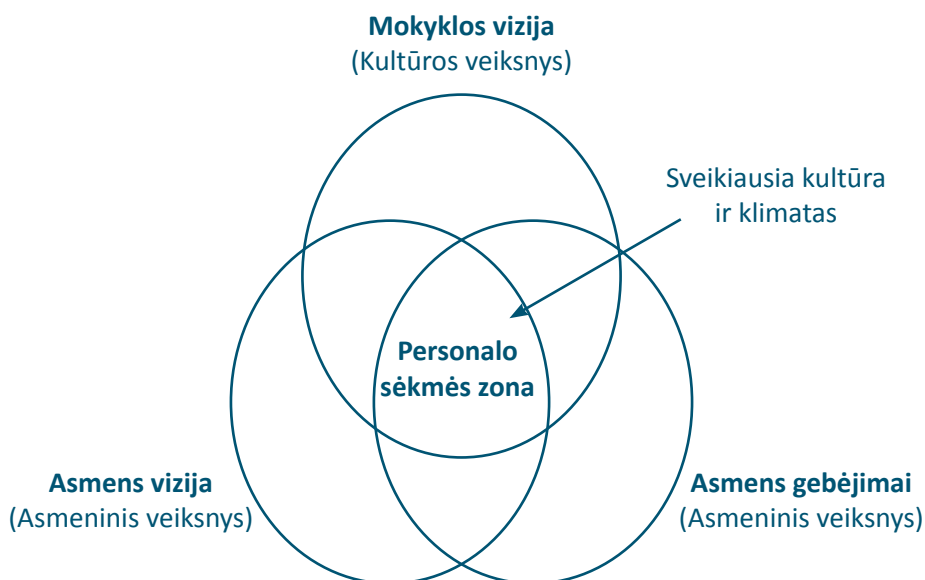 Mokyklos vizija
(Kultūros veiksnys)
Sveikiausia kultūra
ir klimatas
Personalo
sėkmės zona
Asmens vizija
(Asmeninis veiksnys)
Asmens gebėjimai
(Asmeninis veiksnys)